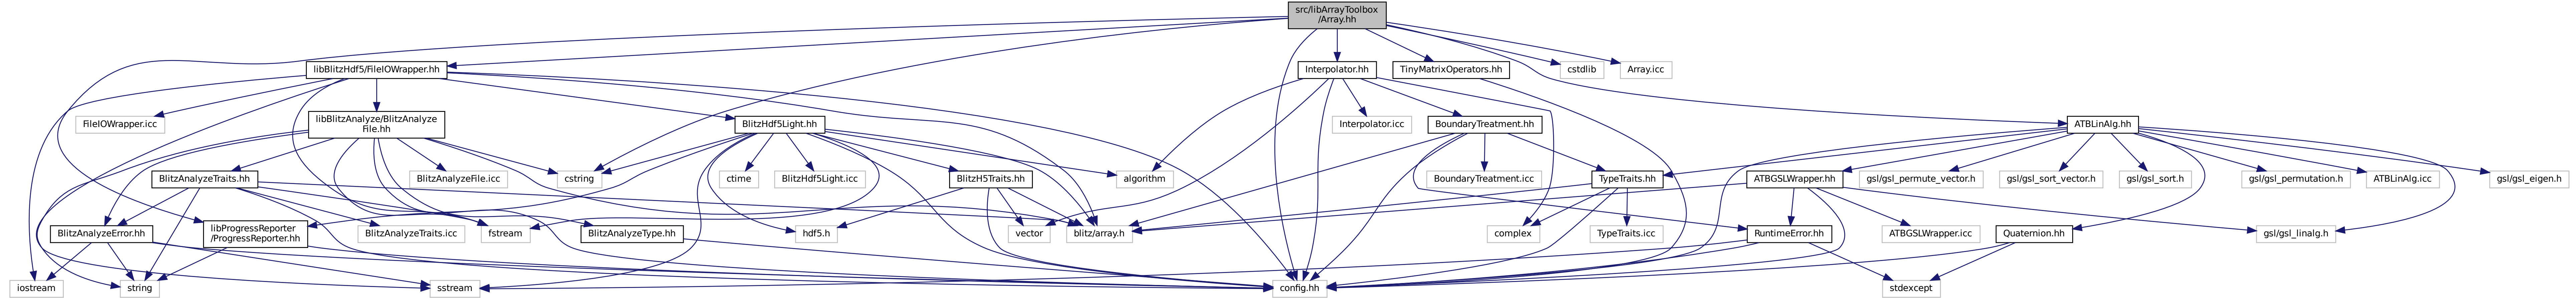 src/libArrayToolbox
/Array.hh
libBlitzHdf5/FileIOWrapper.hh
Interpolator.hh
TinyMatrixOperators.hh
cstdlib
Array.icc
FileIOWrapper.icc
libBlitzAnalyze/BlitzAnalyze
File.hh
BlitzHdf5Light.hh
Interpolator.icc
BoundaryTreatment.hh
ATBLinAlg.hh
BlitzAnalyzeTraits.hh
BlitzAnalyzeFile.icc
cstring
ctime
BlitzHdf5Light.icc
BlitzH5Traits.hh
algorithm
BoundaryTreatment.icc
TypeTraits.hh
ATBGSLWrapper.hh
gsl/gsl_permute_vector.h
gsl/gsl_sort_vector.h
gsl/gsl_sort.h
gsl/gsl_permutation.h
ATBLinAlg.icc
gsl/gsl_eigen.h
BlitzAnalyzeError.hh
libProgressReporter
/ProgressReporter.hh
BlitzAnalyzeTraits.icc
fstream
BlitzAnalyzeType.hh
hdf5.h
vector
blitz/array.h
complex
TypeTraits.icc
RuntimeError.hh
ATBGSLWrapper.icc
Quaternion.hh
gsl/gsl_linalg.h
iostream
string
sstream
config.hh
stdexcept